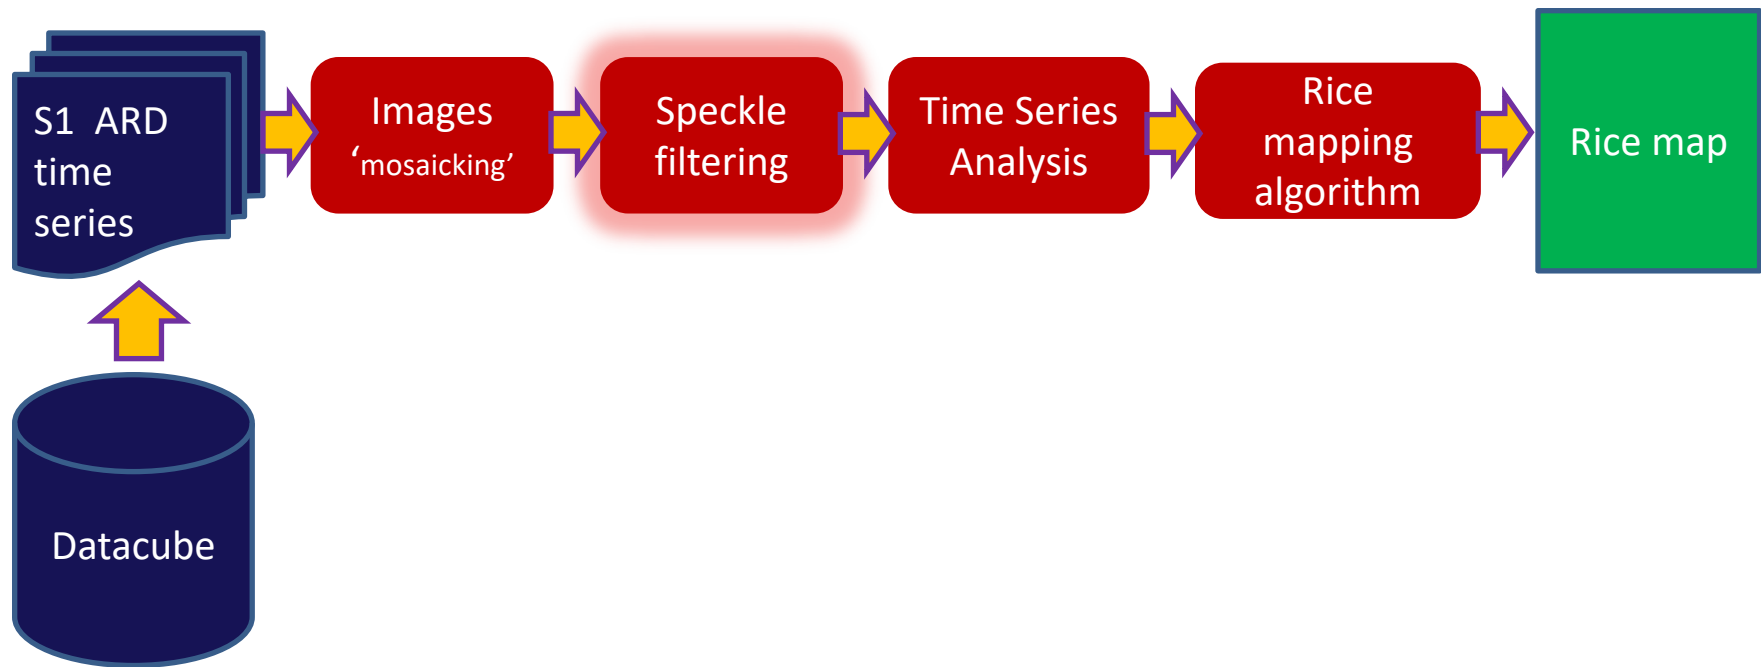 S1  ARD
time
series
Images
‘mosaicking’
Speckle
filtering
Time Series
Analysis
Rice
mapping
algorithm
Rice map
Datacube